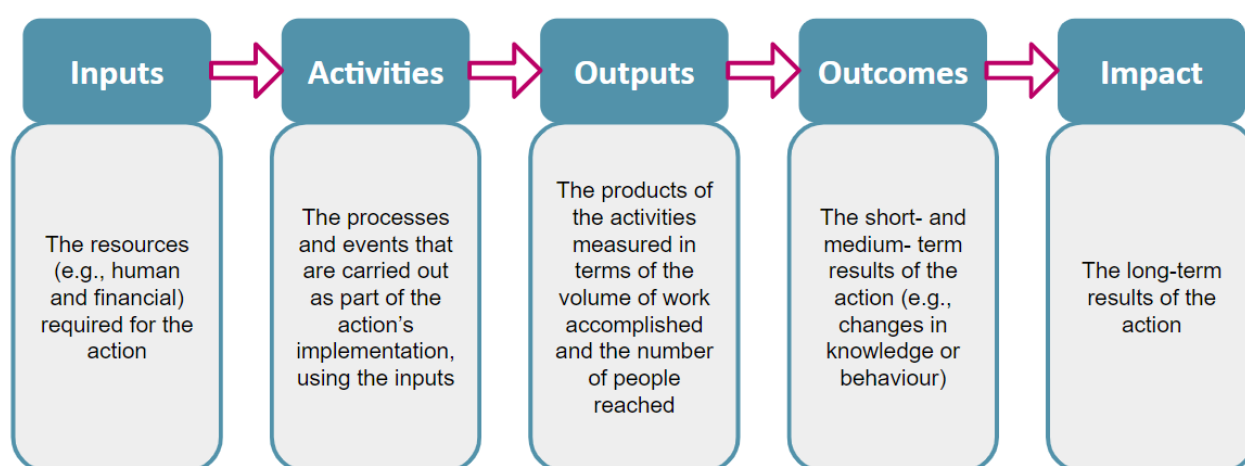 Inputs
Activities
Outputs
Outcomes
Impact
The resources
(e.g., human
and financial)
required for the
action
The processes
and events that
are carried out
as part of the
action’s
implementation,
using the inputs
The products of
the activities
measured in
terms of the
volume of work
accomplished
and the number
of people
reached
The short- and
medium- term
results of the
action (e.g.,
changes in
knowledge or
behaviour)
The long-term
results of the
action